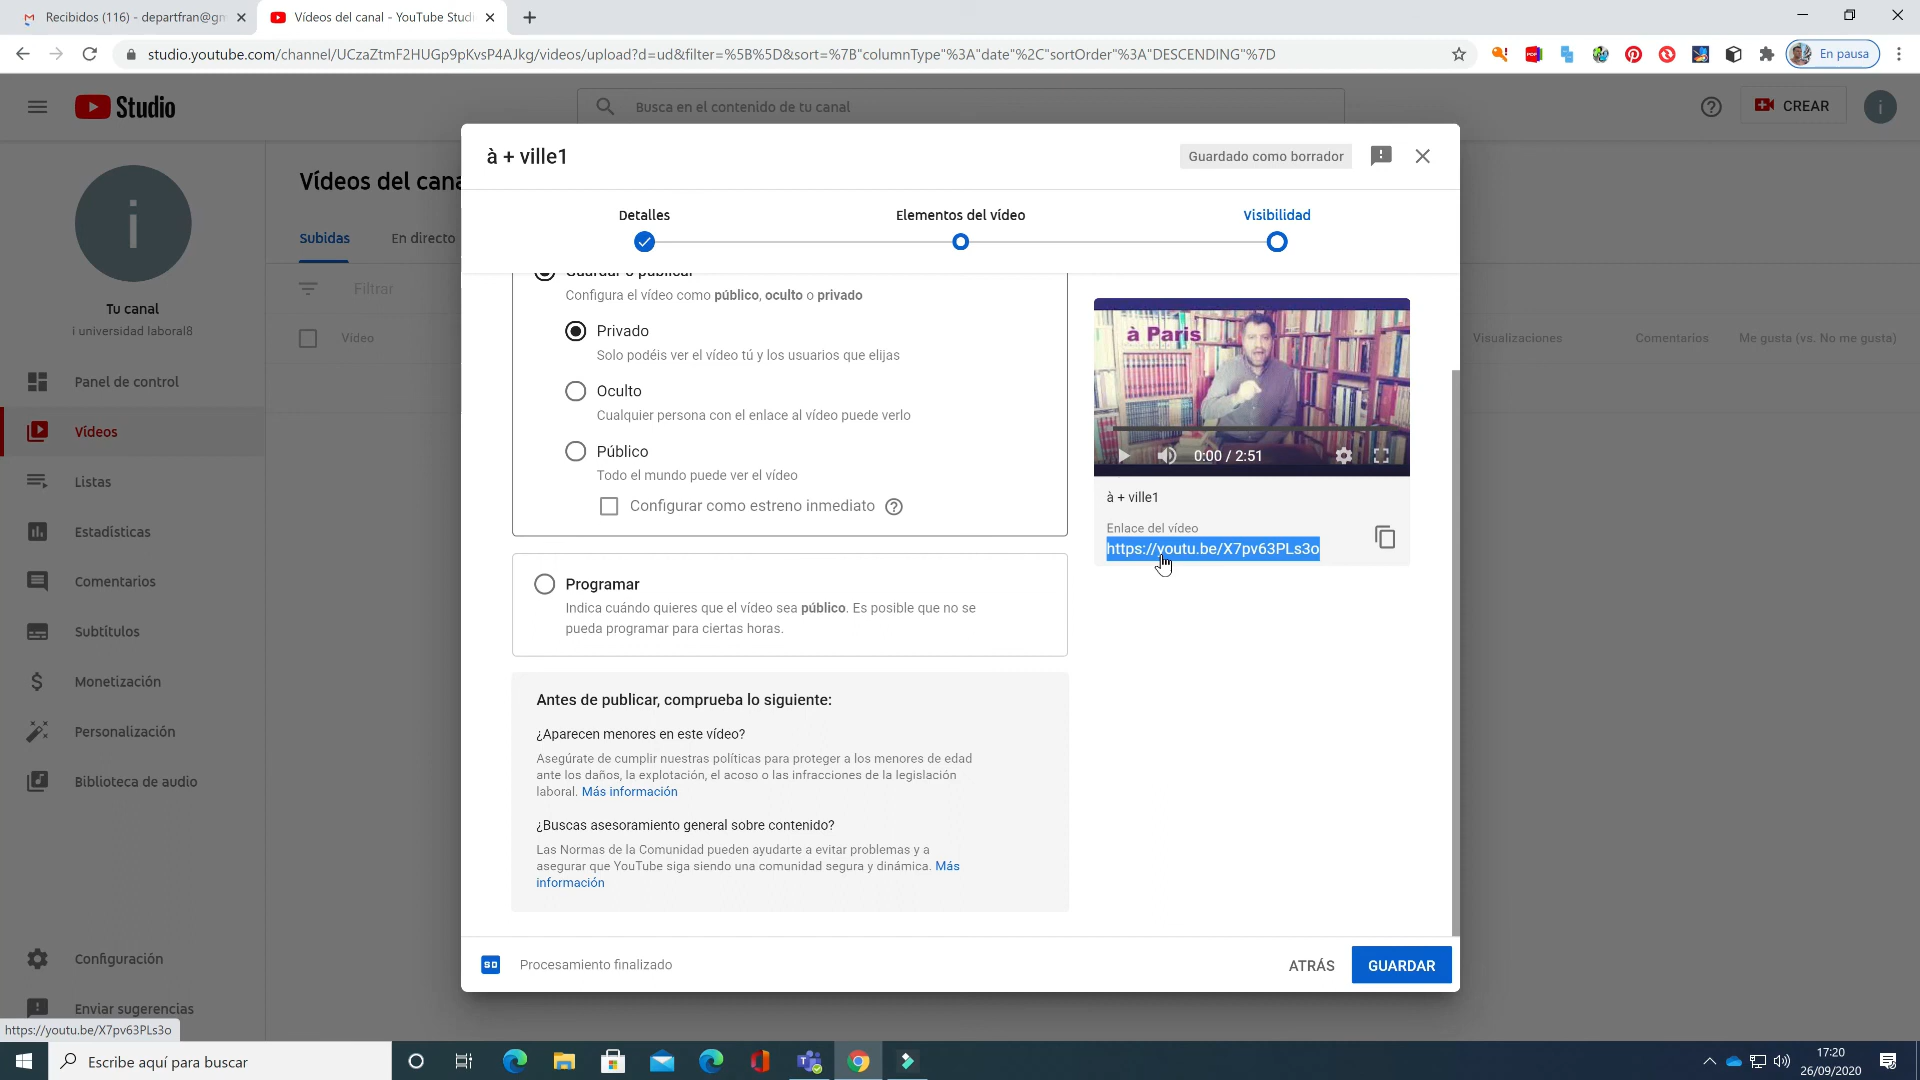 Recibidos (116) - departfran@gm
Vídeos del canal - YouTube Studi
studio.youtube.com/channel/UCzaZtmF2HUGp9pKvsP4AJkg/videos/upload?d=ud&filter=%5B%5D&sort=%7B"columnType"%3A"date"%2C"sortOrder"%3A"DESCENDING"%7D
En pausa
Studio
Busca en el contenido de tu canal
CREAR
i
i
Tu canal
i universidad laboral8
Panel de control
Vídeos
Listas
Estadísticas
Comentarios
Subtítulos
Monetización
Personalización
Biblioteca de audio
Configuración
Enviar sugerencias
Vídeos del cana
Subidas
En directo
Filtrar
Vídeo
Visualizaciones
Comentarios
Me gusta (vs. No me gusta)
à + ville1
Guardado como borrador
Detalles
Elementos del vídeo
Visibilidad
Guardar o publicar
Configura el vídeo como público, oculto o privado
Privado
Solo podéis ver el vídeo tú y los usuarios que elijas
Oculto
Cualquier persona con el enlace al vídeo puede verlo
Público
Todo el mundo puede ver el vídeo
Configurar como estreno inmediato
Programar
Indica cuándo quieres que el vídeo sea público. Es posible que no se
pueda programar para ciertas horas.
Antes de publicar, comprueba lo siguiente:
¿Aparecen menores en este vídeo?
Asegúrate de cumplir nuestras políticas para proteger a los menores de edad
ante los daños, la explotación, el acoso o las infracciones de la legislación
laboral. Más información
¿Buscas asesoramiento general sobre contenido?
Las Normas de la Comunidad pueden ayudarte a evitar problemas y a
asegurar que YouTube siga siendo una comunidad segura y dinámica. Más
información
à Paris
0:00 / 2:51
à + ville1
Enlace del vídeo
https://youtu.be/X7pv63PLs3o
SD
Procesamiento finalizado
ATRÁS
GUARDAR
https://youtu.be/X7pv63PLs3o
Escribe aquí para buscar
17:20
26/09/2020